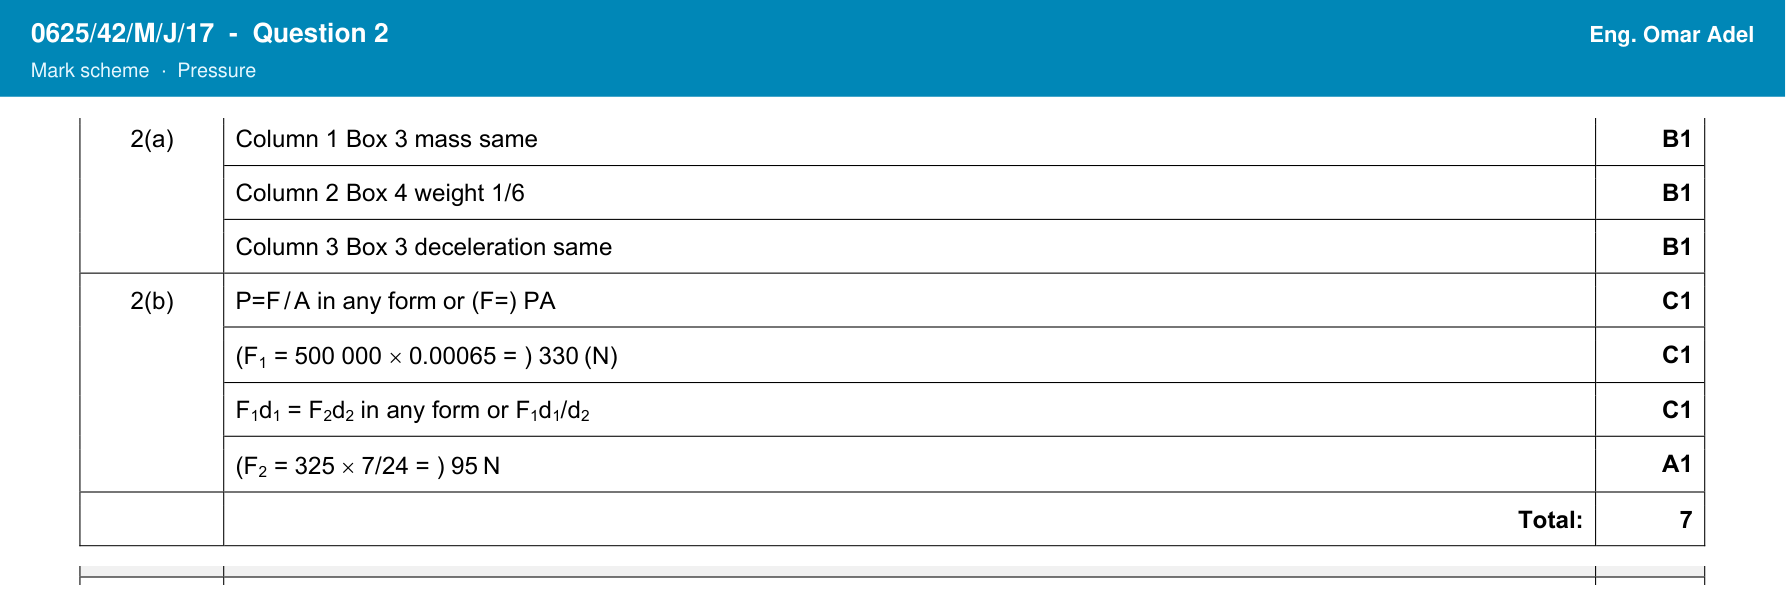 0625/42/M/J/17 - Question 2
Eng. Omar Adel
Mark scheme · Pressure
2(a) Column 1 Box 3 mass same B1
Column 2 Box 4 weight 1/6 B1
Column 3 Box 3 deceleration same B1
2(b) P=F/A in any form or (F=) PA C1
(F₁ = 500 000 × 0.00065 = ) 330 (N) C1
F₁d₁ = F₂d₂ in any form or F₁d₁/d₂ C1
(F₂ = 325 × 7/24 = ) 95 N A1
Total: 7